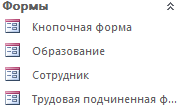 Формы
Кнопочная форма
Образование
Сотрудник
Трудовая подчиненная ф...